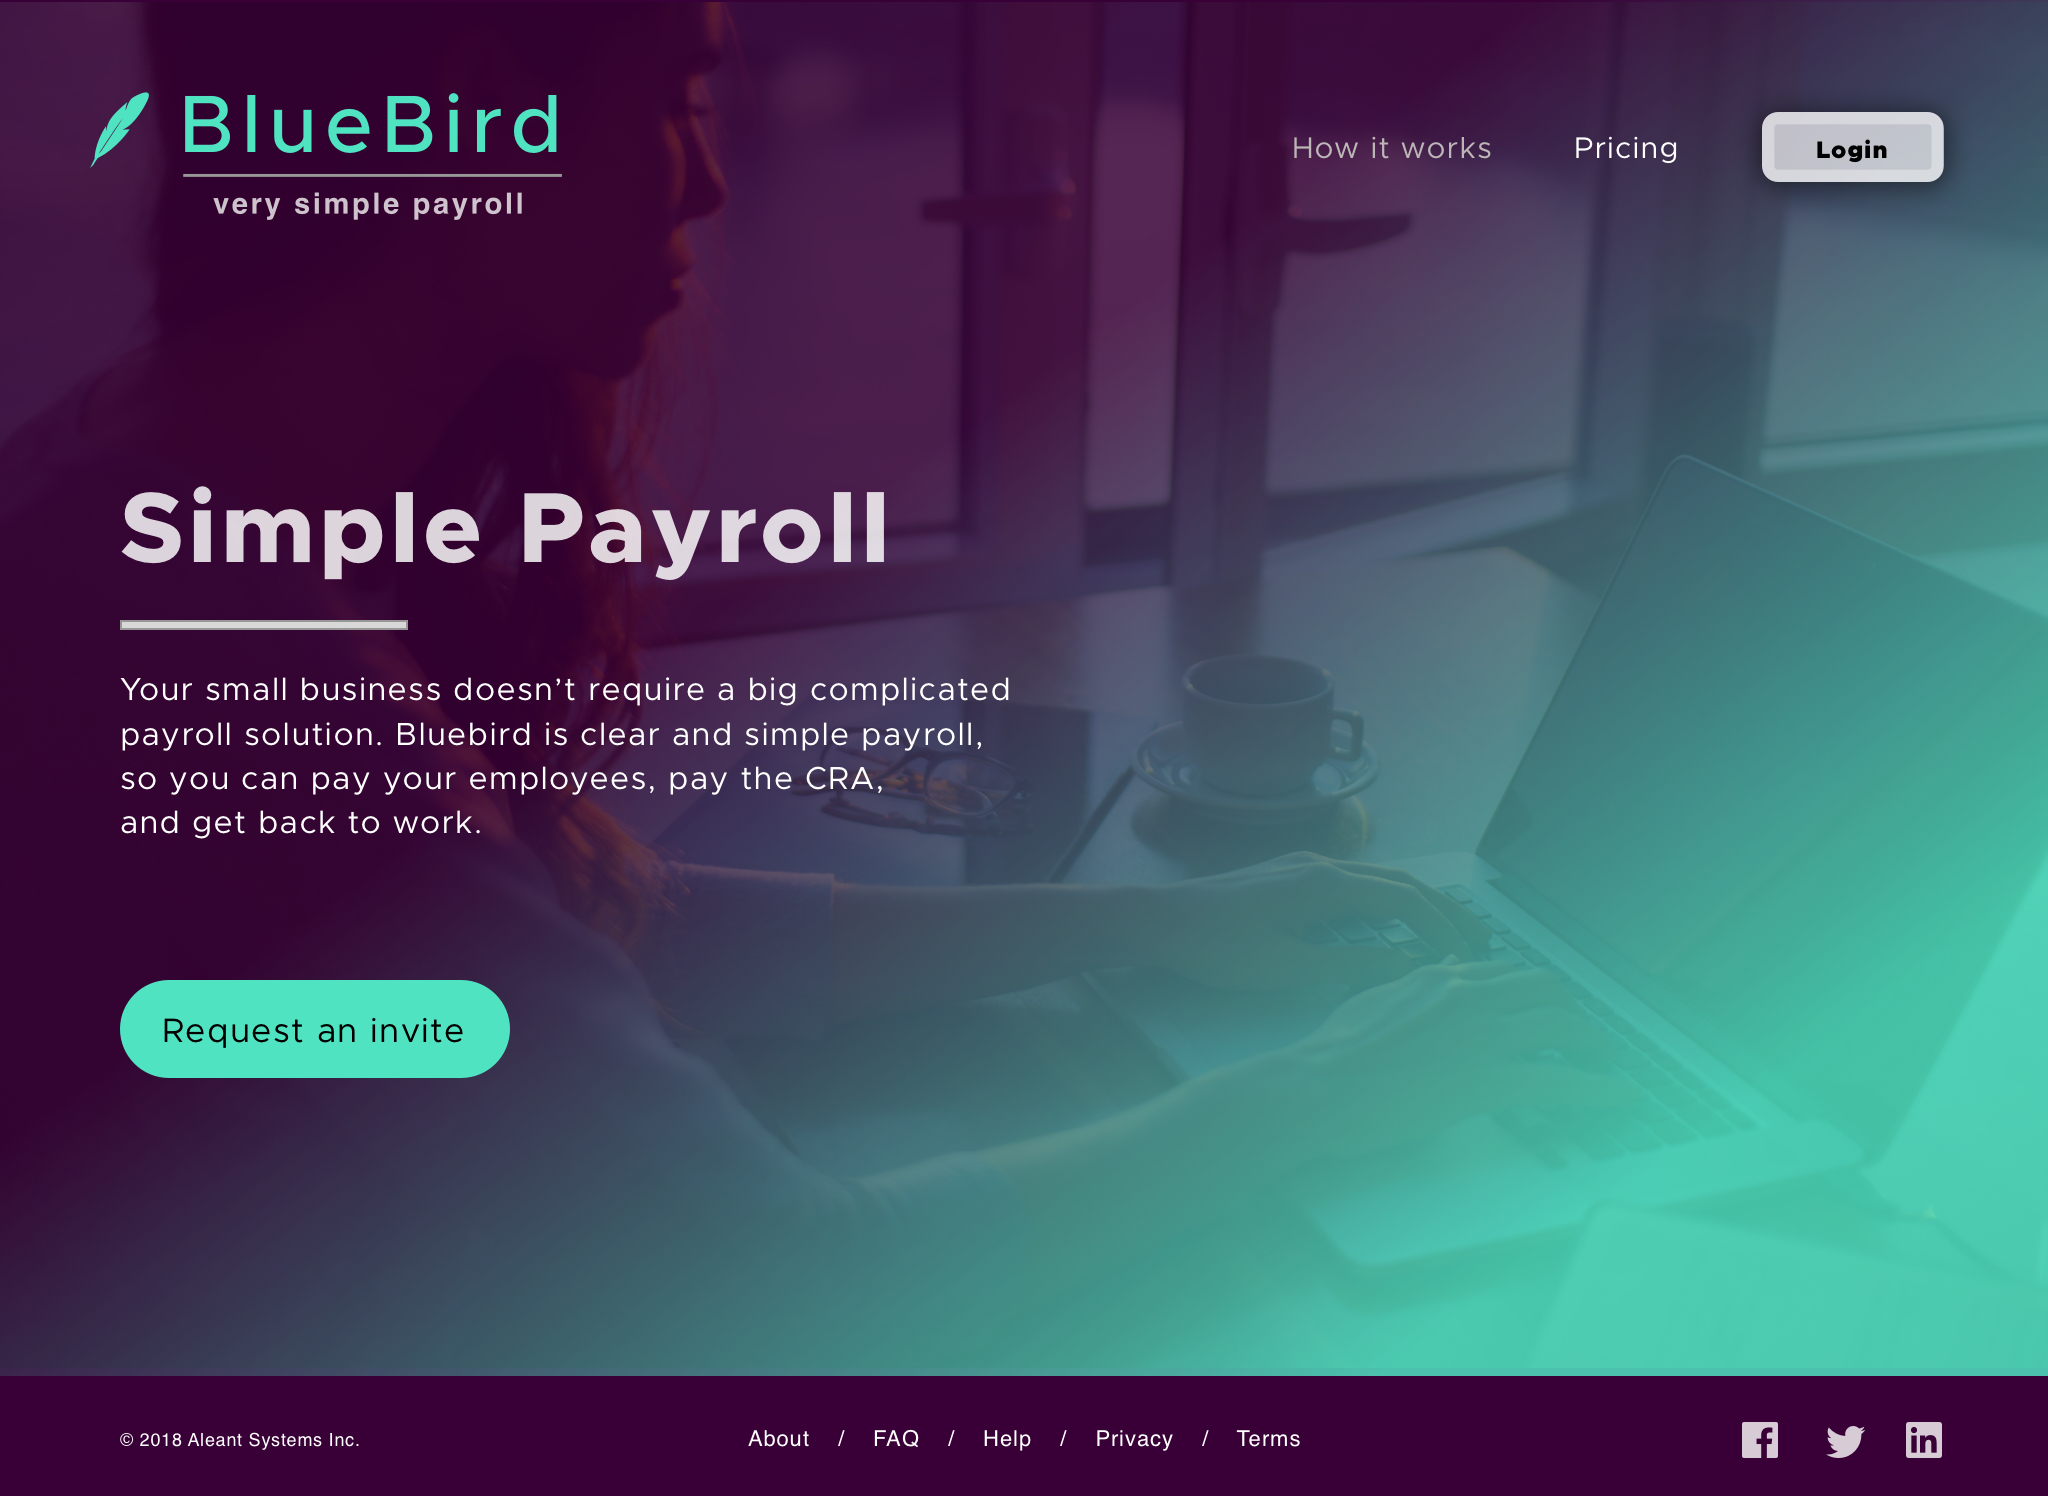 BlueBird
very simple payroll
How it works
Pricing
Login
Simple Payroll
Your small business doesn’t require a big complicated
payroll solution. Bluebird is clear and simple payroll,
so you can pay your employees, pay the CRA,
and get back to work.
Request an invite
© 2018 Aleant Systems Inc.
About / FAQ / Help / Privacy / Terms